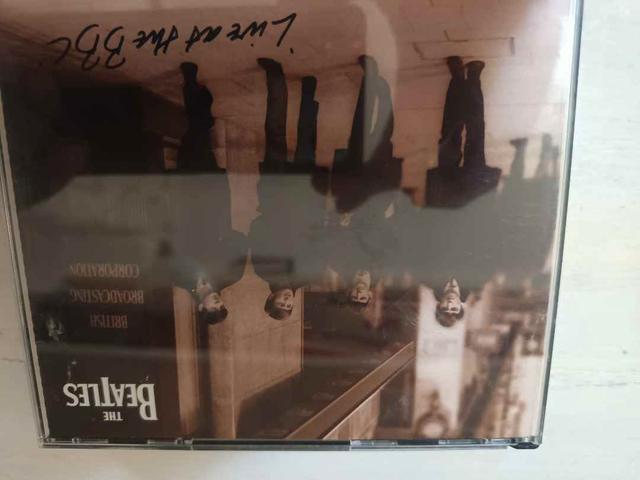 THE
BEATLES
BRITISH
BROADCASTING
CORPORATION
'Live at the BBC'